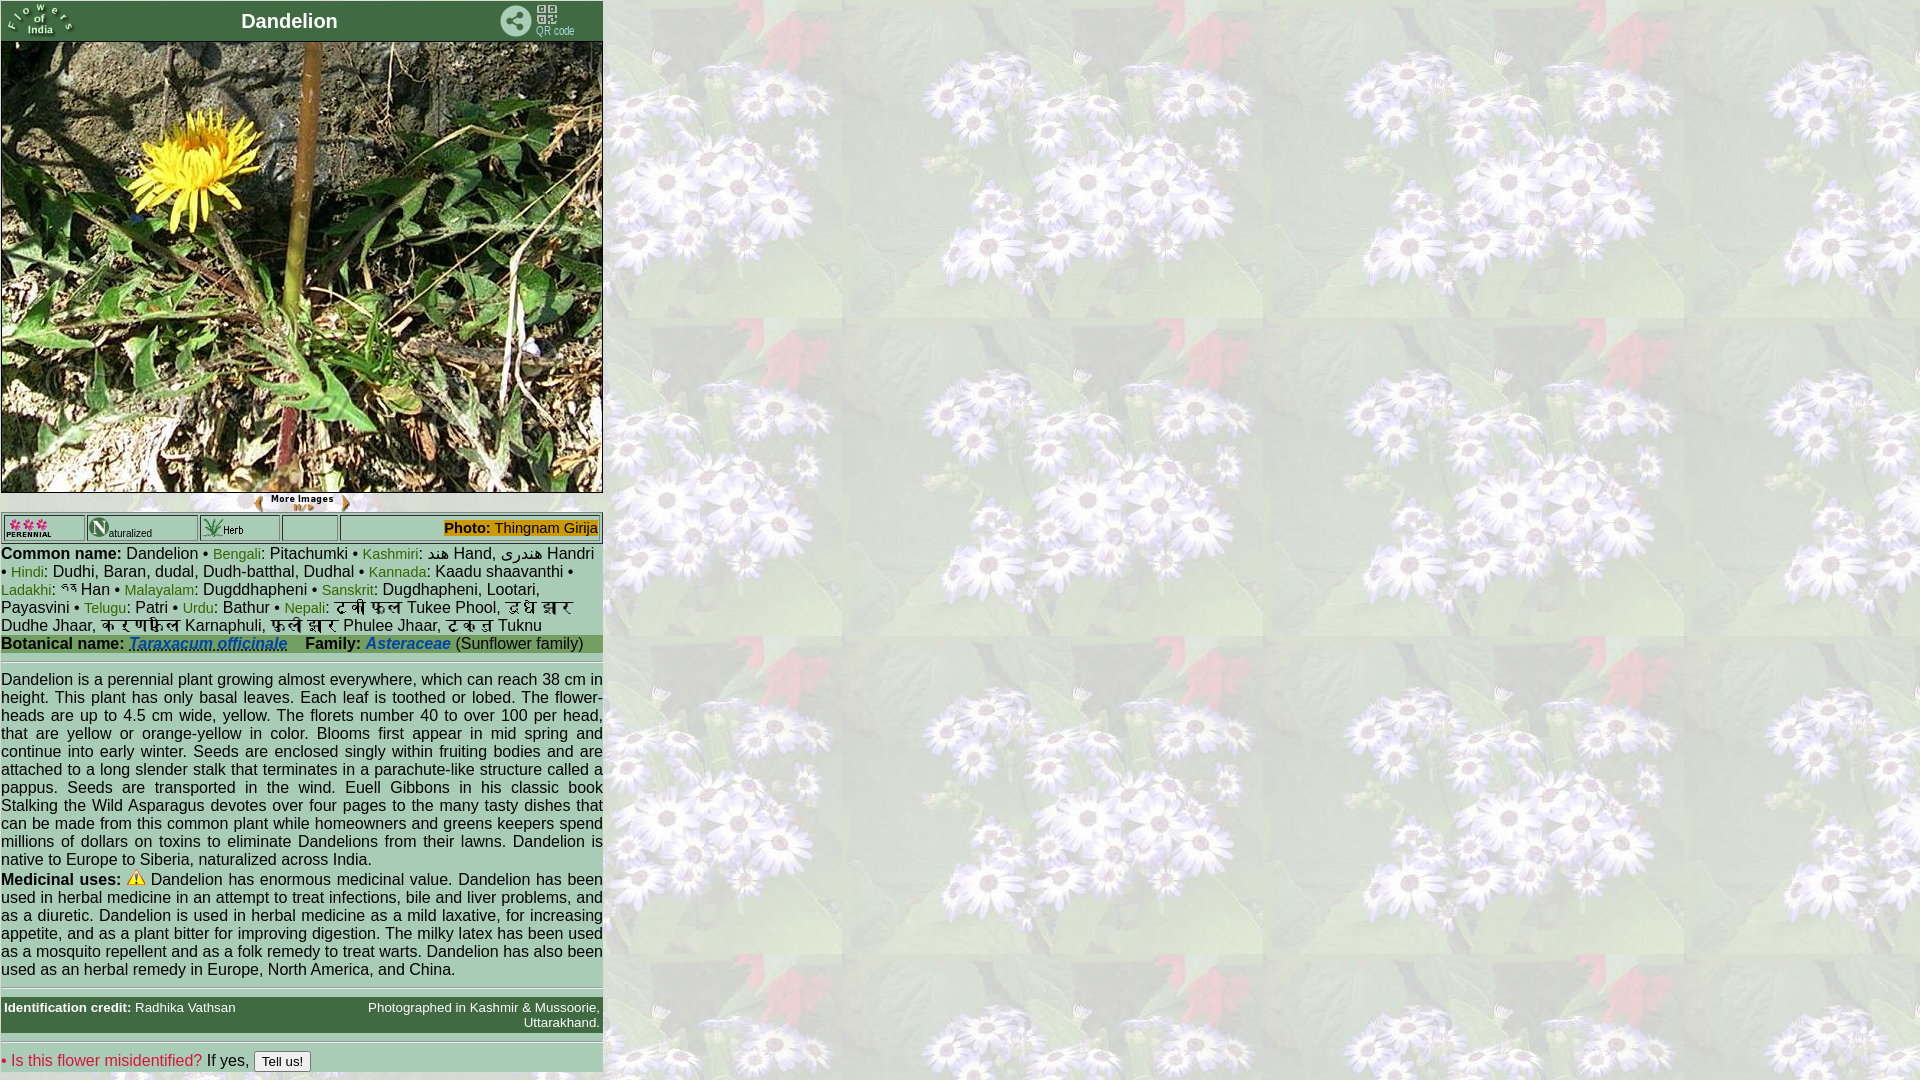 Flowers of India
Dandelion
QR code
More Images
PERENNIAL
Naturalized
Herb
Photo: Thingnam Girija
Common name: Dandelion • Bengali: Pitachumki • Kashmiri: ھند Hand, ھندری Handri
• Hindi: Dudhi, Baran, dudal, Dudh-batthal, Dudhal • Kannada: Kaadu shaavanthi •
Ladakhi: ཧན Han • Malayalam: Dugddhapheni • Sanskrit: Dugdhapheni, Lootari,
Payasvini • Telugu: Patri • Urdu: Bathur • Nepali: टुकी फूल Tukee Phool, दुधे झार
Dudhe Jhaar, Karnaphuli, फुली झार Phulee Jhaar, टुकनु Tuknu
Botanical name: Taraxacum officinale Family: Asteraceae (Sunflower family)
Dandelion is a perennial plant growing almost everywhere, which can reach 38 cm in
height. This plant has only basal leaves. Each leaf is toothed or lobed. The flower-
heads are up to 4.5 cm wide, yellow. The florets number 40 to over 100 per head,
that are yellow or orange-yellow in color. Blooms first appear in mid spring and
continue into early winter. Seeds are enclosed singly within fruiting bodies and are
attached to a long slender stalk that terminates in a parachute-like structure called a
pappus. Seeds are transported in the wind. Euell Gibbons in his classic book
Stalking the Wild Asparagus devotes over four pages to the many tasty dishes that
can be made from this common plant while homeowners and greens keepers spend
millions of dollars on toxins to eliminate Dandelions from their lawns. Dandelion is
native to Europe to Siberia, naturalized across India.
Medicinal uses: Dandelion has enormous medicinal value. Dandelion has been
used in herbal medicine in an attempt to treat infections, bile and liver problems, and
as a diuretic. Dandelion is used in herbal medicine as a mild laxative, for increasing
appetite, and as a plant bitter for improving digestion. The milky latex has been used
as a mosquito repellent and as a folk remedy to treat warts. Dandelion has also been
used as an herbal remedy in Europe, North America, and China.
Identification credit: Radhika Vathsan
Photographed in Kashmir & Mussoorie,
Uttarakhand.
• Is this flower misidentified? If yes, Tell us!